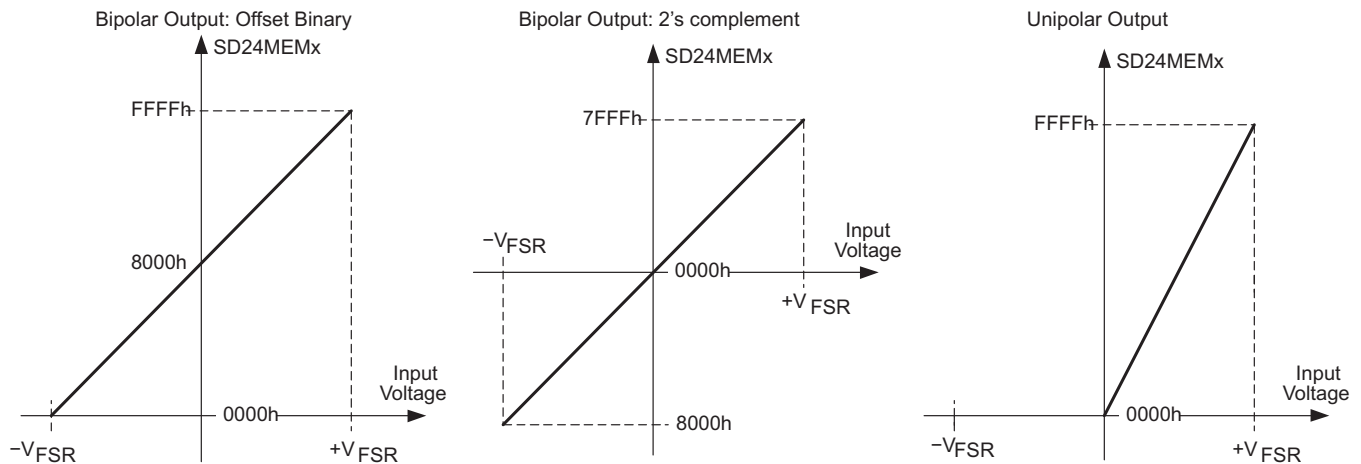 Bipolar Output: Offset Binary
SD24MEMx
FFFFh
8000h
Input
Voltage
0000h
−VFSR
+VFSR
Bipolar Output: 2’s complement
SD24MEMx
7FFFh
−VFSR
Input
Voltage
0000h
+VFSR
8000h
Unipolar Output
SD24MEMx
FFFFh
Input
Voltage
0000h
−VFSR
+VFSR